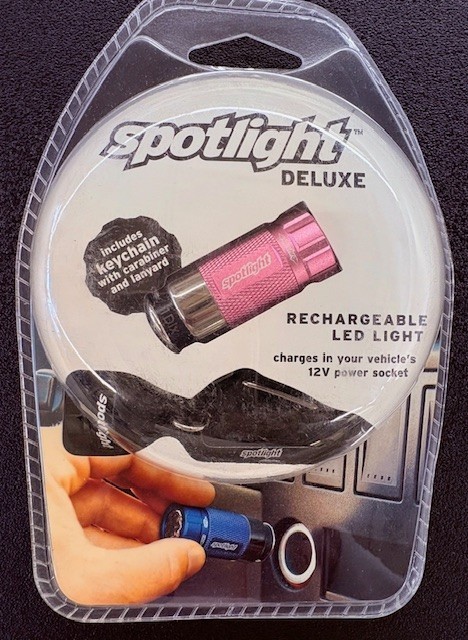 spotlight™
DELUXE
includes
keychain
with carabiner
and lanyard
spotlight
RECHARGEABLE
LED LIGHT
charges in your vehicle's
12V power socket
spotlight
spotlight
spotlight